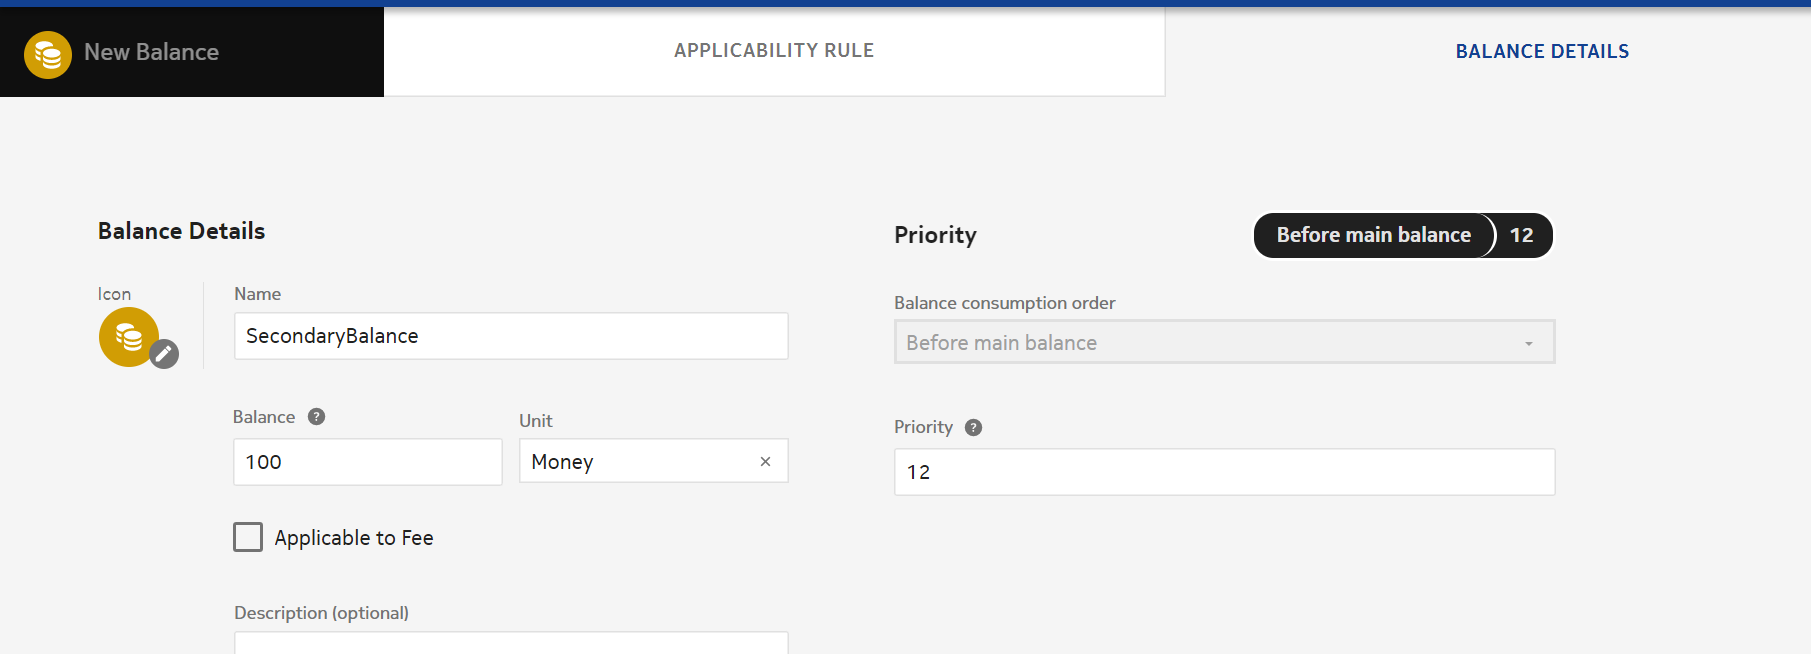 New Balance
APPLICABILITY RULE
BALANCE DETAILS
Balance Details
Icon
Name
SecondaryBalance
Balance ?
Unit
100
Money ×
Applicable to Fee
Description (optional)
Priority
Before main balance 12
Balance consumption order
Before main balance
Priority ?
12